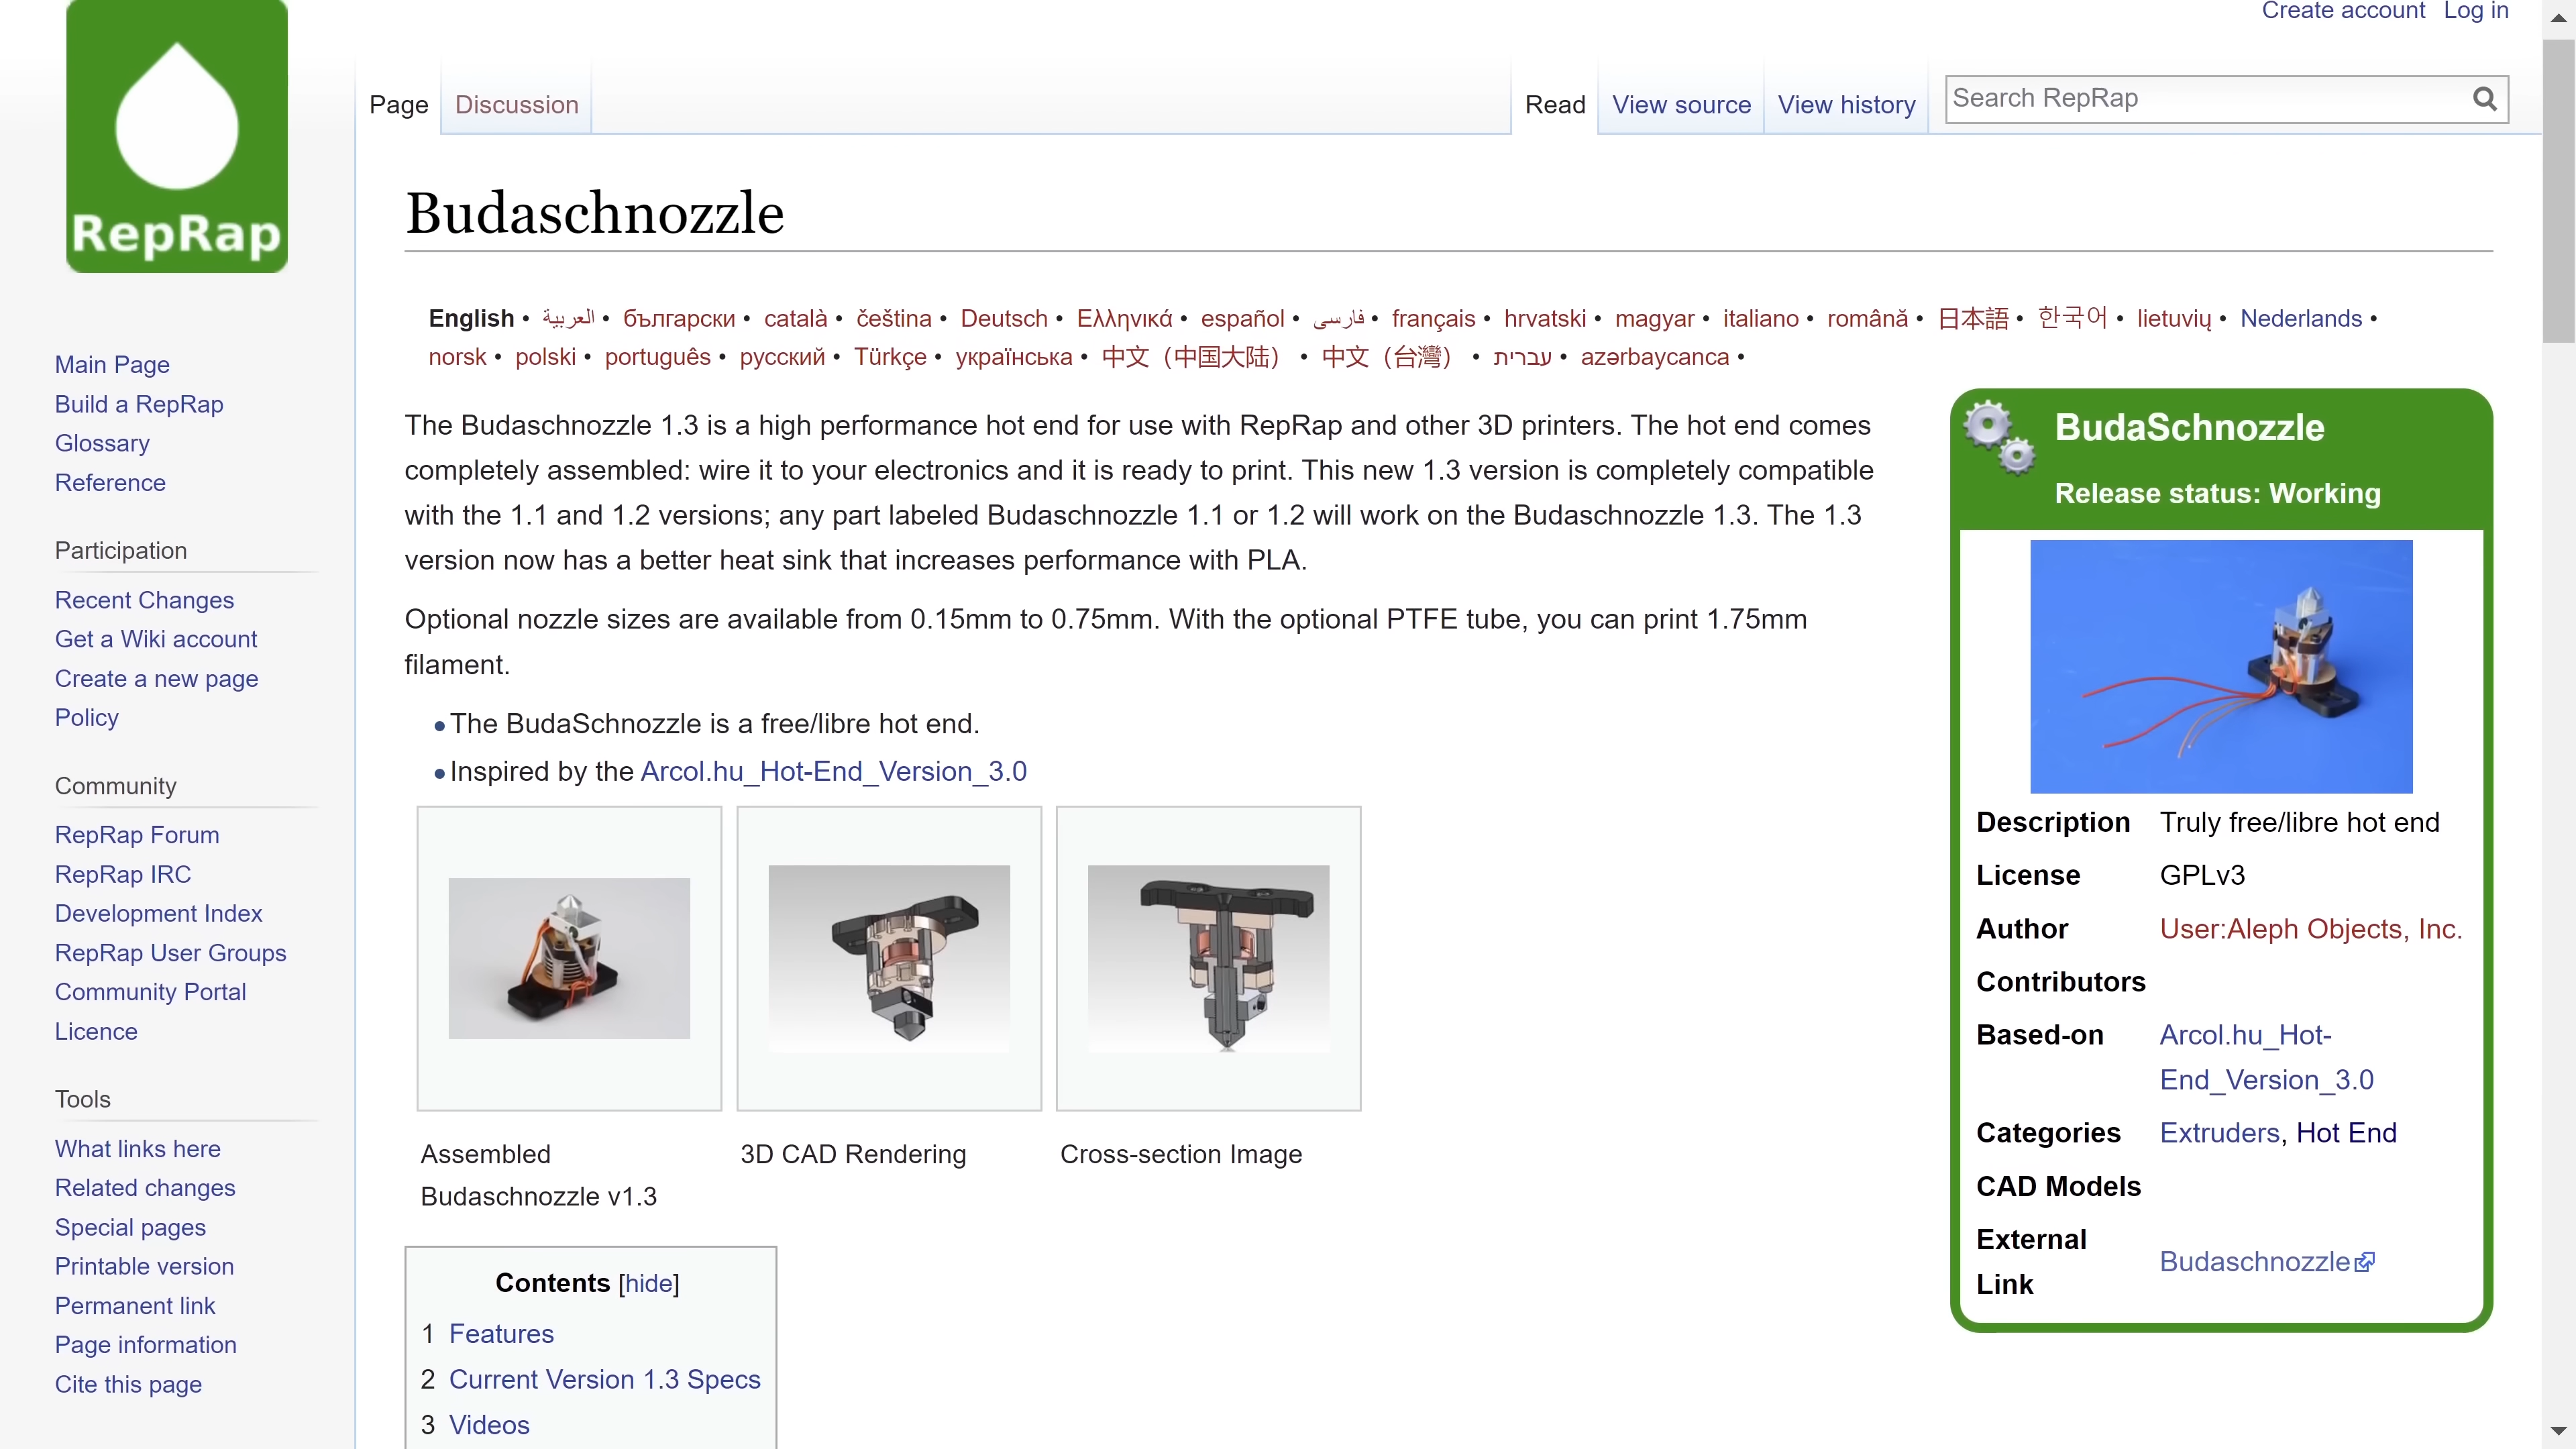 Create account Log in
RepRap
Page Discussion Read View source View history Search RepRap
Budaschnozzle
English • العربية • български • català • čeština • Deutsch • Ελληνικά • español • فارسی • français • hrvatski • magyar • italiano • română • 日本語 • 한국어 • lietuvių • Nederlands •
norsk • polski • português • русский • Türkçe • українська • 中文（中国大陆） • 中文（台灣） • עברית • azərbaycanca •
Main Page
Build a RepRap
Glossary
Reference
Participation
Recent Changes
Get a Wiki account
Create a new page
Policy
Community
RepRap Forum
RepRap IRC
Development Index
RepRap User Groups
Community Portal
Licence
Tools
What links here
Related changes
Special pages
Printable version
Permanent link
Page information
Cite this page
The Budaschnozzle 1.3 is a high performance hot end for use with RepRap and other 3D printers. The hot end comes
completely assembled: wire it to your electronics and it is ready to print. This new 1.3 version is completely compatible
with the 1.1 and 1.2 versions; any part labeled Budaschnozzle 1.1 or 1.2 will work on the Budaschnozzle 1.3. The 1.3
version now has a better heat sink that increases performance with PLA.
Optional nozzle sizes are available from 0.15mm to 0.75mm. With the optional PTFE tube, you can print 1.75mm
filament.
• The BudaSchnozzle is a free/libre hot end.
• Inspired by the Arcol.hu_Hot-End_Version_3.0
Assembled
Budaschnozzle v1.3
3D CAD Rendering
Cross-section Image
Contents [hide]
1 Features
2 Current Version 1.3 Specs
3 Videos
BudaSchnozzle
Release status: Working
Description Truly free/libre hot end
License GPLv3
Author User:Aleph Objects, Inc.
Contributors
Based-on Arcol.hu_Hot-
End_Version_3.0
Categories Extruders, Hot End
CAD Models
External
Link
Budaschnozzle